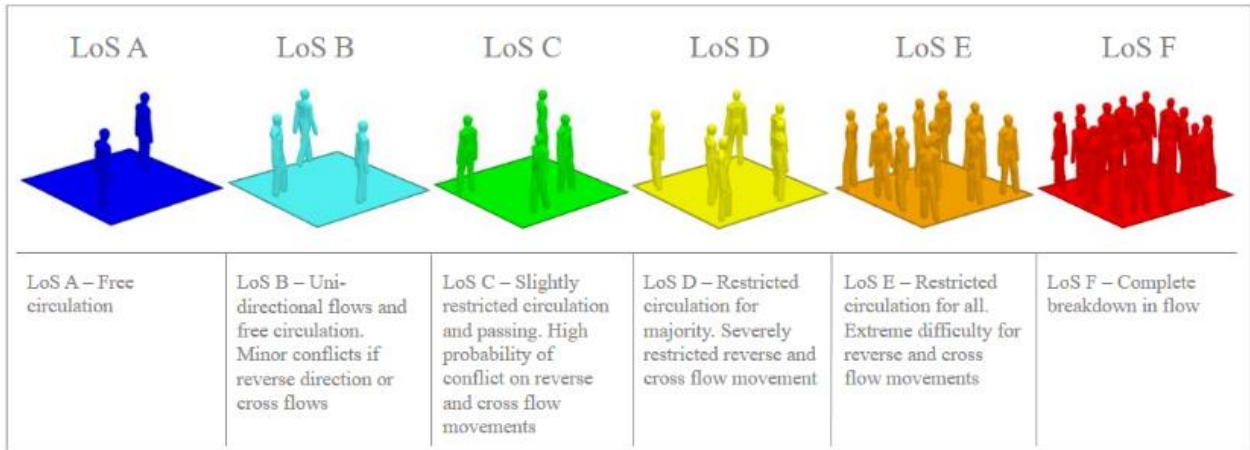 LoS A
LoS B
LoS C
LoS D
LoS E
LoS F
LoS A – Free
circulation
LoS B – Uni-
directional flows and
free circulation.
Minor conflicts if
reverse direction or
cross flows
LoS C – Slightly
restricted circulation
and passing. High
probability of
conflict on reverse
and cross flow
movements
LoS D – Restricted
circulation for
majority. Severely
restricted reverse and
cross flow movement
LoS E – Restricted
circulation for all.
Extreme difficulty for
reverse and cross
flow movements
LoS F – Complete
breakdown in flow